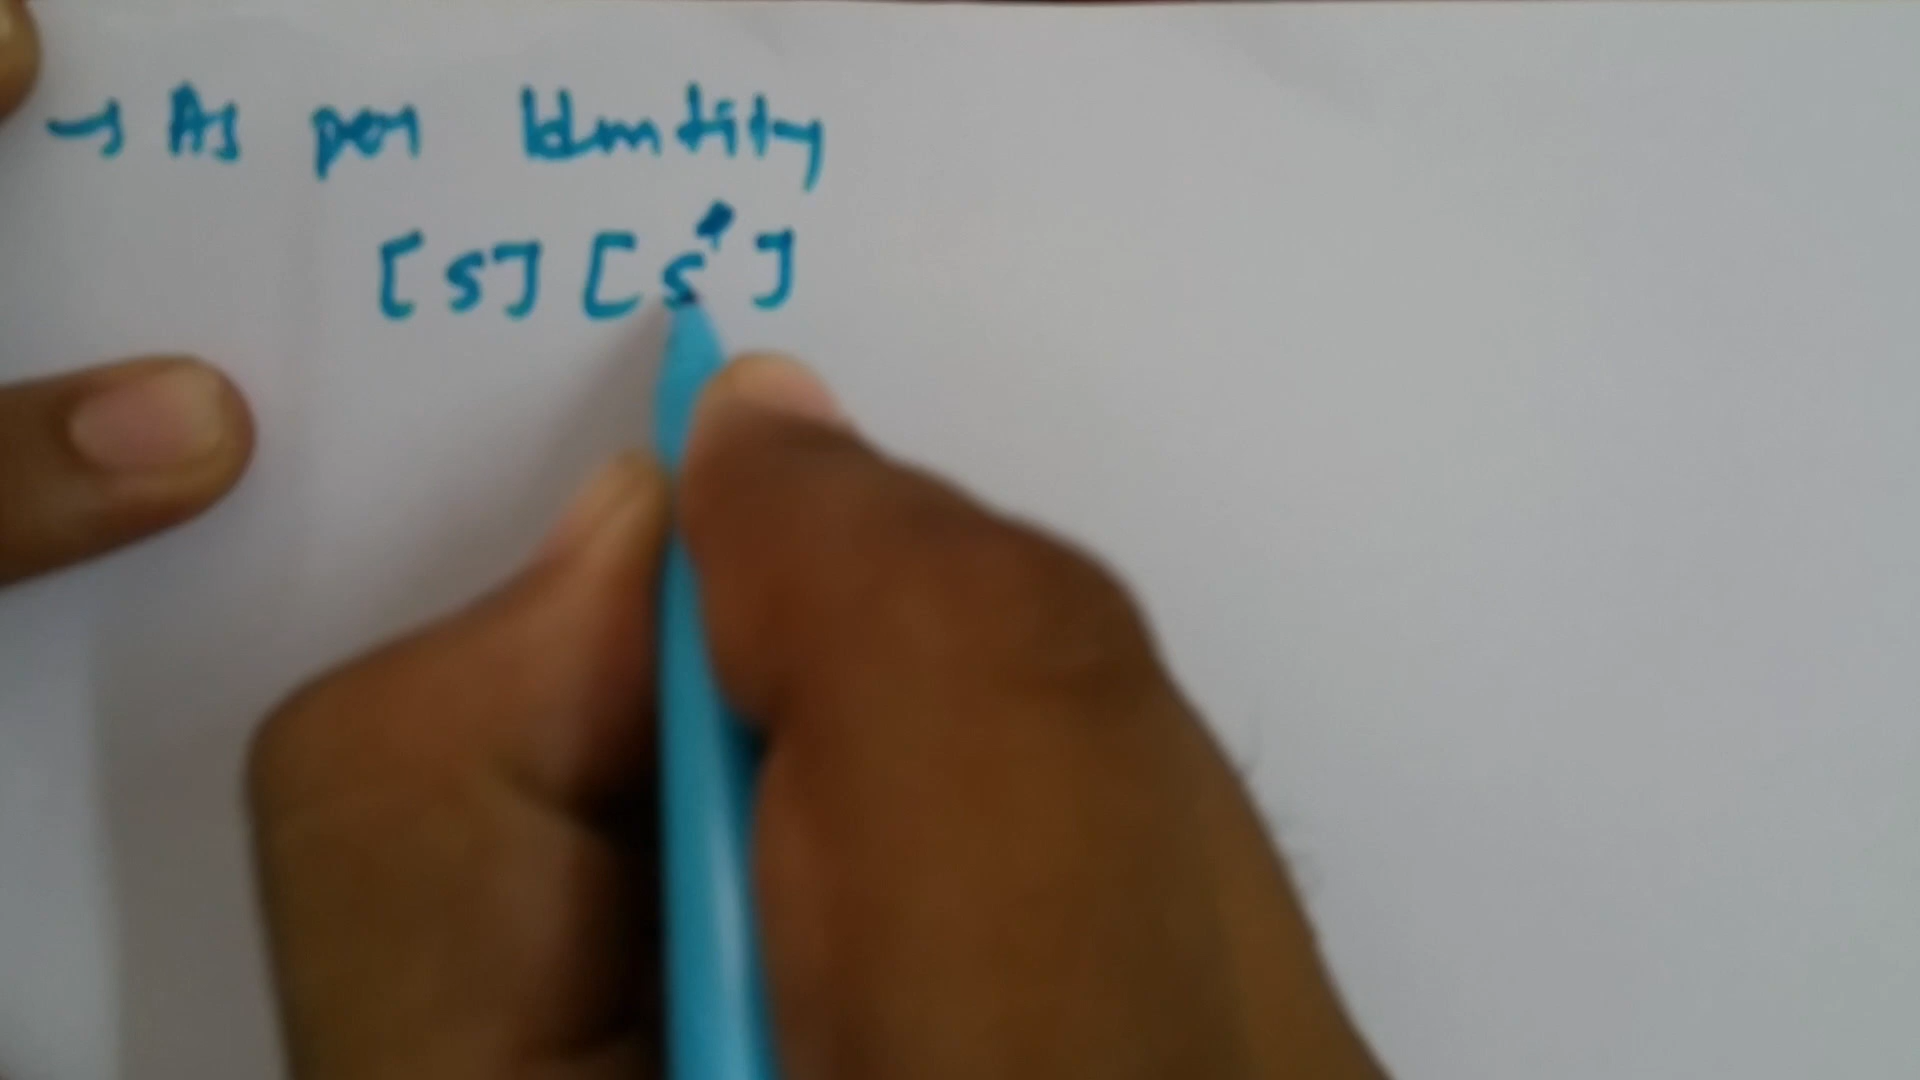 → As per Identity
[S][S*]